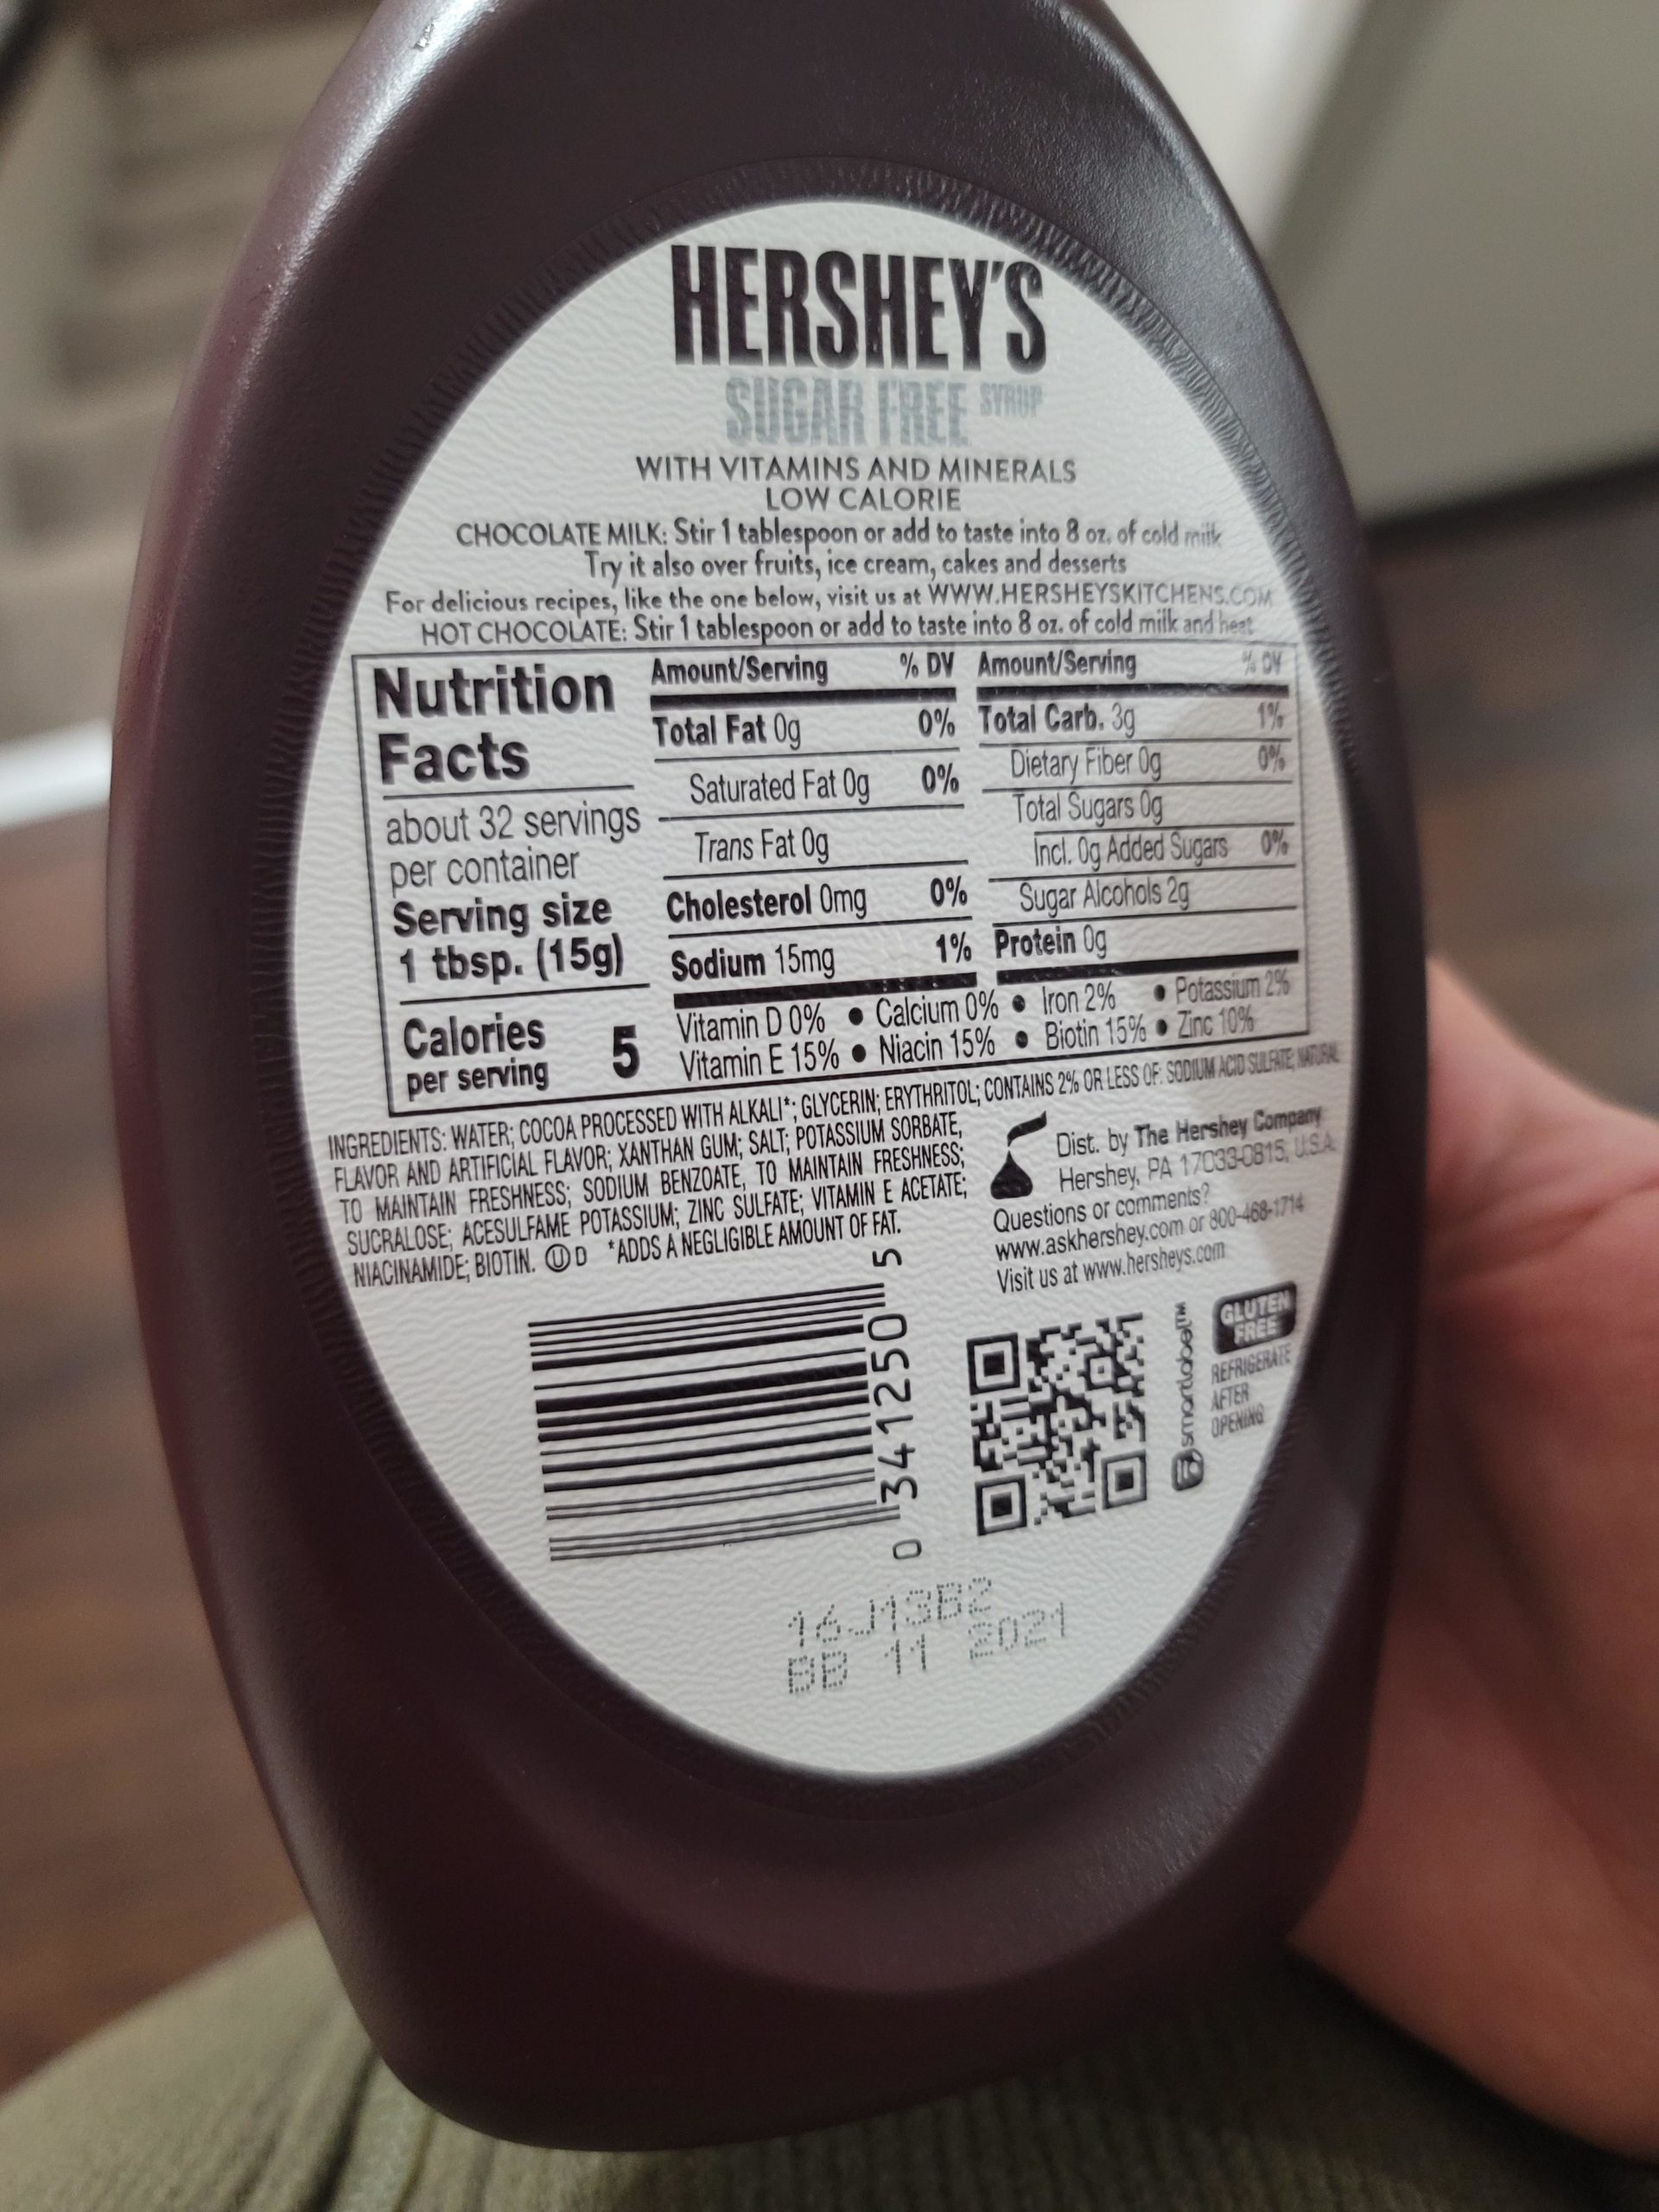 HERSHEY'S
SUGAR FREE SYRUP
WITH VITAMINS AND MINERALS
LOW CALORIE
CHOCOLATE MILK: Stir 1 tablespoon or add to taste into 8 oz. of cold milk
Try it also over fruits, ice cream, cakes and desserts
For delicious recipes, like the one below, visit us at WWW.HERSHEYSKITCHENS.COM
HOT CHOCOLATE: Stir 1 tablespoon or add to taste into 8 oz. of cold milk and heat
Nutrition
Facts
about 32 servings
per container
Serving size
1 tbsp. (15g)
Calories
per serving 5
Amount/Serving % DV
Total Fat 0g 0%
Saturated Fat 0g 0%
Trans Fat 0g
Cholesterol 0mg 0%
Sodium 15mg 1%
Amount/Serving % DV
Total Carb. 3g 1%
Dietary Fiber 0g 0%
Total Sugars 0g
Incl. 0g Added Sugars 0%
Sugar Alcohols 2g
Protein 0g
Vitamin D 0% • Calcium 0% • Iron 2% • Potassium 2%
Vitamin E 15% • Niacin 15% • Biotin 15% • Zinc 10%
INGREDIENTS: WATER; COCOA PROCESSED WITH ALKALI*; GLYCERIN; ERYTHRITOL; CONTAINS 2% OR LESS OF: SODIUM ACID SULFATE; NATURAL
FLAVOR AND ARTIFICIAL FLAVOR; XANTHAN GUM; SALT; POTASSIUM SORBATE,
TO MAINTAIN FRESHNESS; SODIUM BENZOATE, TO MAINTAIN FRESHNESS;
SUCRALOSE; ACESULFAME POTASSIUM; ZINC SULFATE; VITAMIN E ACETATE;
NIACINAMIDE; BIOTIN. Ⓤ D *ADDS A NEGLIGIBLE AMOUNT OF FAT.
Dist. by The Hershey Company
Hershey, PA 17033-0815, U.S.A.
Questions or comments?
www.askhershey.com or 800-468-1714
Visit us at www.hersheys.com
0 341250 5
smartlabel™
GLUTEN
FREE
REFRIGERATE
AFTER
OPENING
16J13B2
BB 11 2021